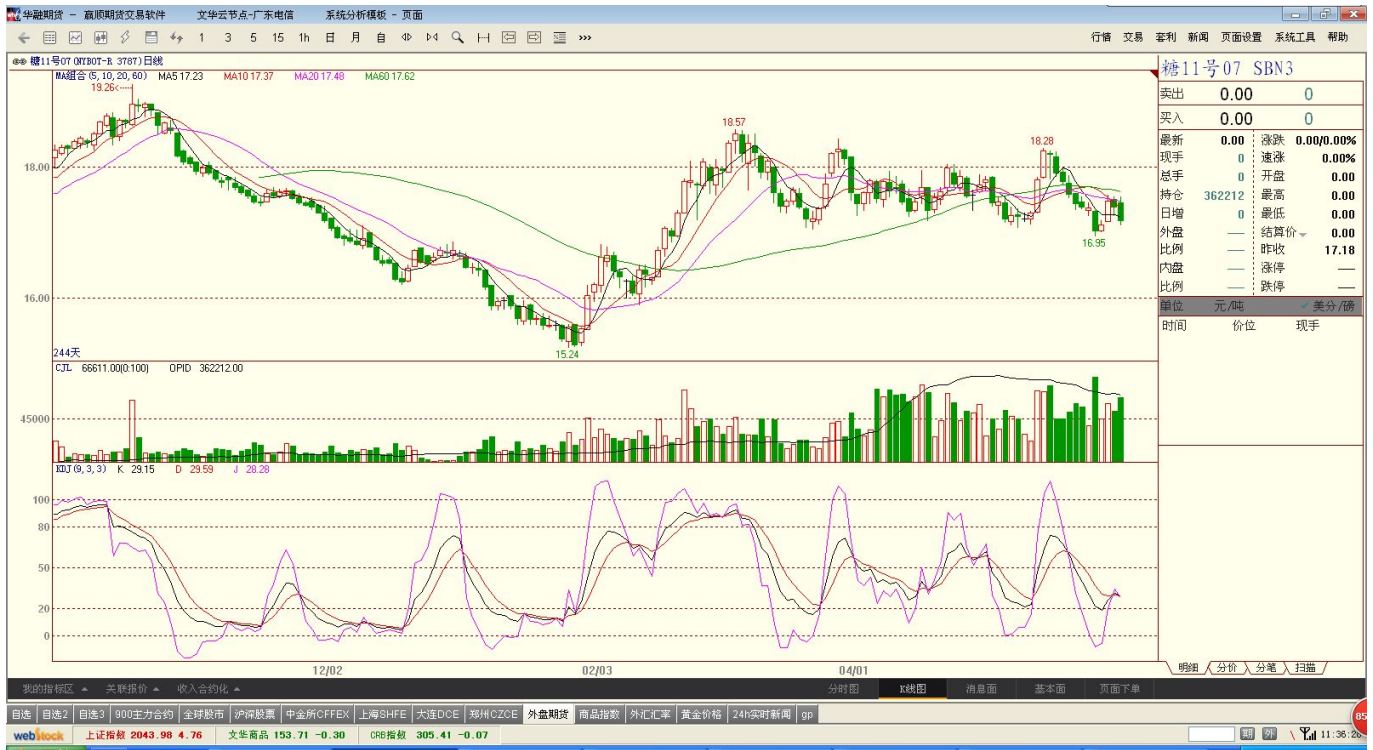 华融期货 - 赢顺期货交易软件 文华云节点-广东电信 系统分析模板 - 页面
1 3 5 15 1h 日 月 自
行情 交易 套利 新闻 页面设置 系统工具 帮助
糖11号07 (NYBOT-R 3787)日线
MA组合(5,10,20,60) MA5 17.23 MA10 17.37 MA20 17.48 MA60 17.62
19.26
18.57
18.28
18.00
16.95
16.00
15.24
244天
CJL 66611.00(0:100) OPID 362212.00
45000
KDJ(9,3,3) K 29.15 D 29.59 J 28.28
100
80
50
20
0
12/02 02/03 04/01
糖11号07 SBN3
卖出 0.00 0
买入 0.00 0
最新 0.00 涨跌 0.00/0.00%
现手 0 速涨 0.00%
总手 0 开盘 0.00
持仓 362212 最高 0.00
日增 0 最低 0.00
外盘 — 结算价 0.00
比例 — 昨收 17.18
内盘 — 涨停 —
比例 — 跌停 —
单位 元/吨 ✓美分/磅
时间 价位 现手
明细 分价 分笔 扫描
我的指标区 关联报价 收入合约化 分时图 K线图 消息面 基本面 页面下单
自选 自选2 自选3 900主力合约 全球股市 沪深股票 中金所CFFEX 上海SHFE 大连DCE 郑州CZCE 外盘期货 商品指数 外汇汇率 黄金价格 24h实时新闻 gp
85
webstock 上证指数 2043.98 4.76 文华商品 153.71 -0.30 CRB指数 305.41 -0.07 期 外 11:36:26